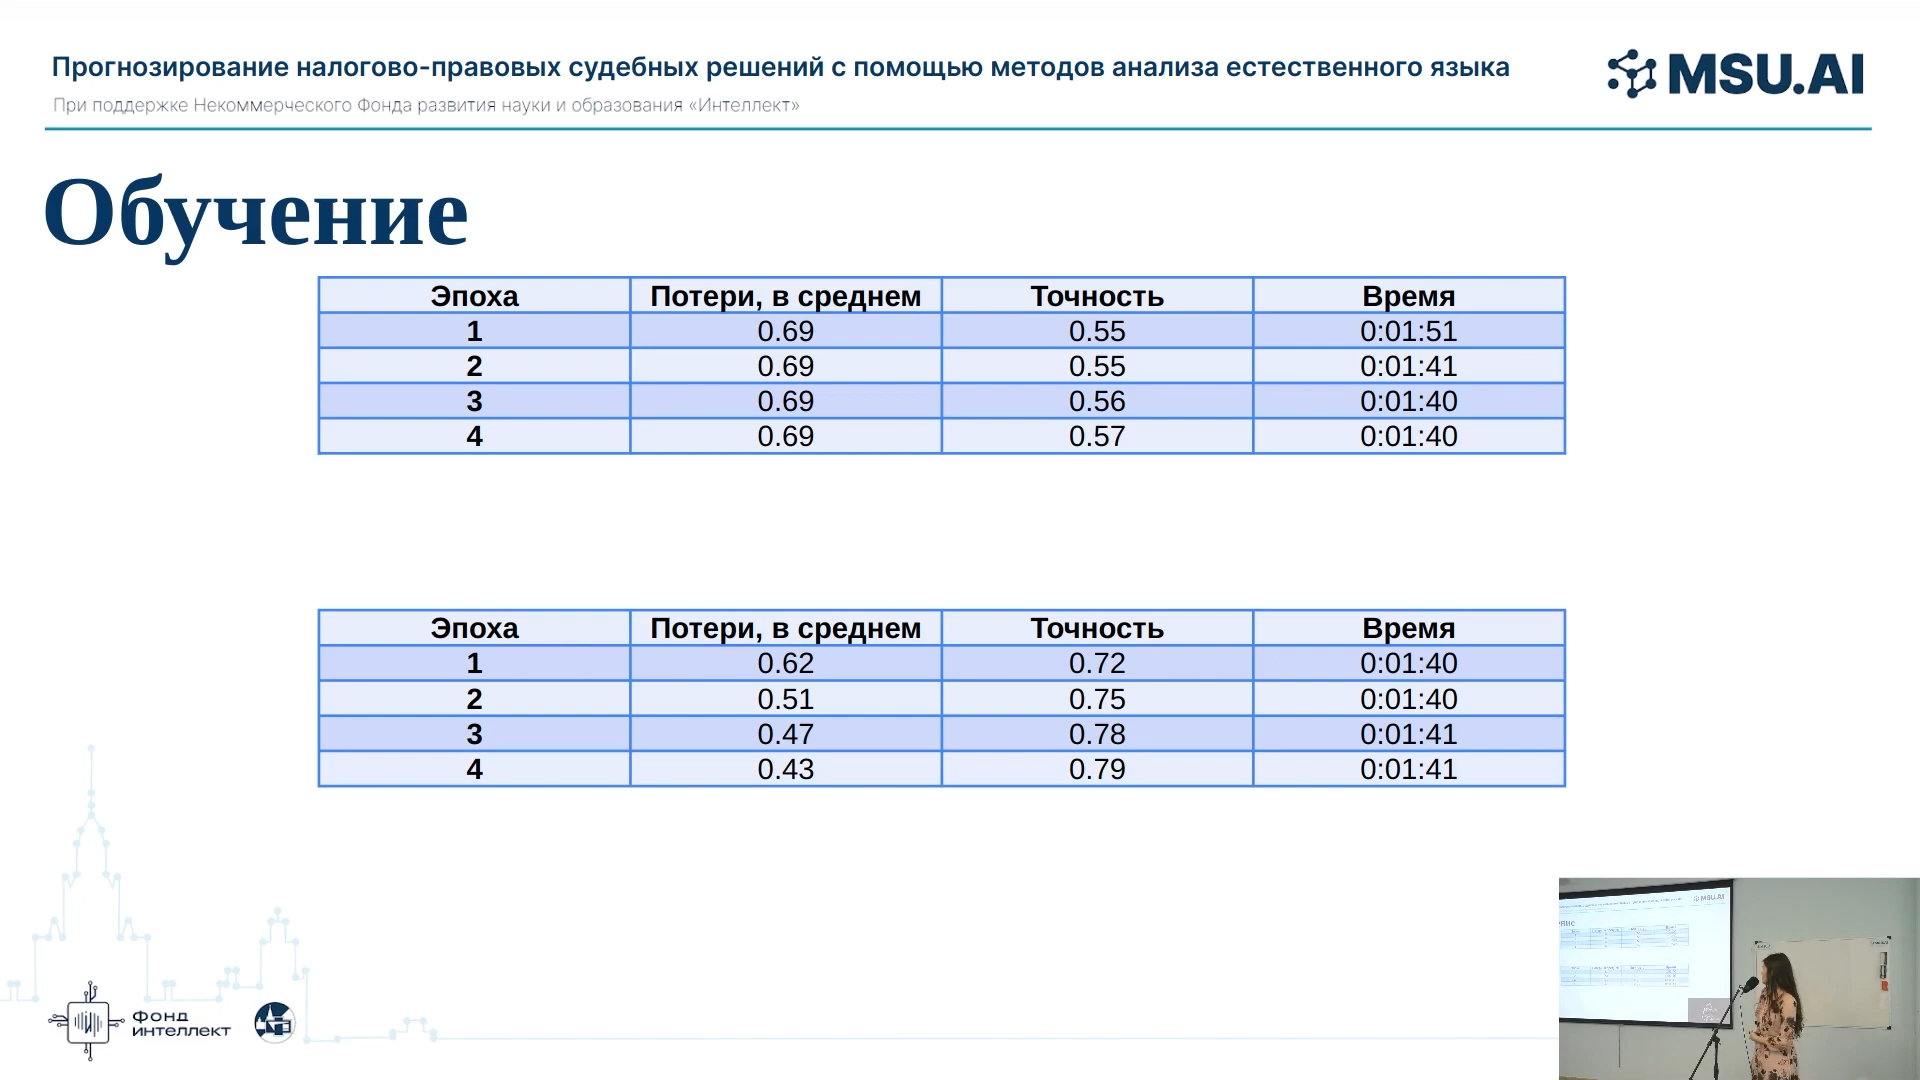 Прогнозирование налогово-правовых судебных решений с помощью методов анализа естественного языка
При поддержке Некоммерческого Фонда развития науки и образования «Интеллект»
MSU.AI
Обучение
Эпоха Потери, в среднем Точность Время
1 0.69 0.55 0:01:51
2 0.69 0.55 0:01:41
3 0.69 0.56 0:01:40
4 0.69 0.57 0:01:40
Эпоха Потери, в среднем Точность Время
1 0.62 0.72 0:01:40
2 0.51 0.75 0:01:40
3 0.47 0.78 0:01:41
4 0.43 0.79 0:01:41
ФОНД
ИНТЕЛЛЕКТ
MSU.AI